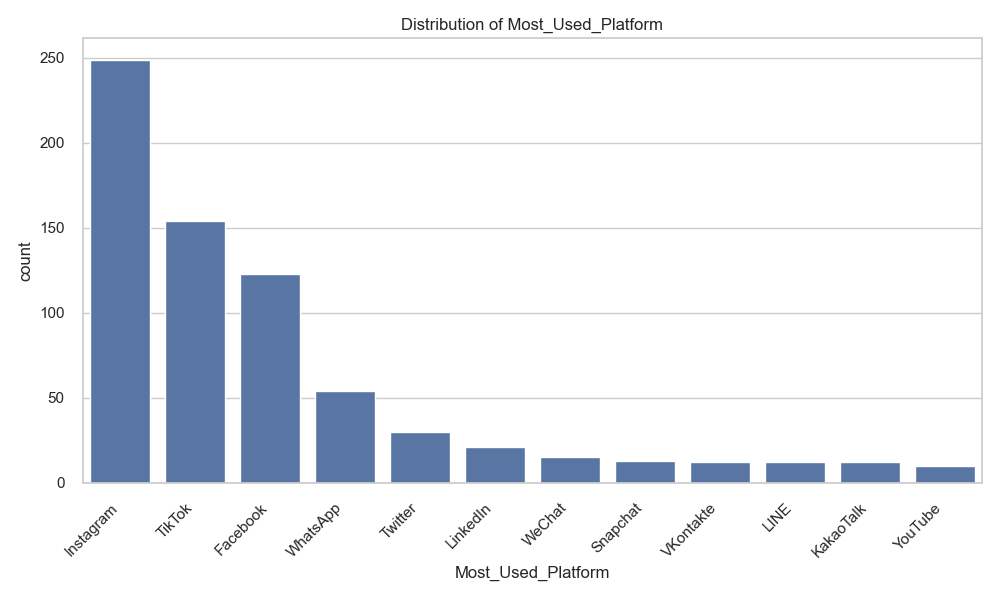 Distribution of Most_Used_Platform
count
250
200
150
100
50
0
Instagram
TikTok
Facebook
WhatsApp
Twitter
LinkedIn
WeChat
Snapchat
VKontakte
LINE
KakaoTalk
YouTube
Most_Used_Platform